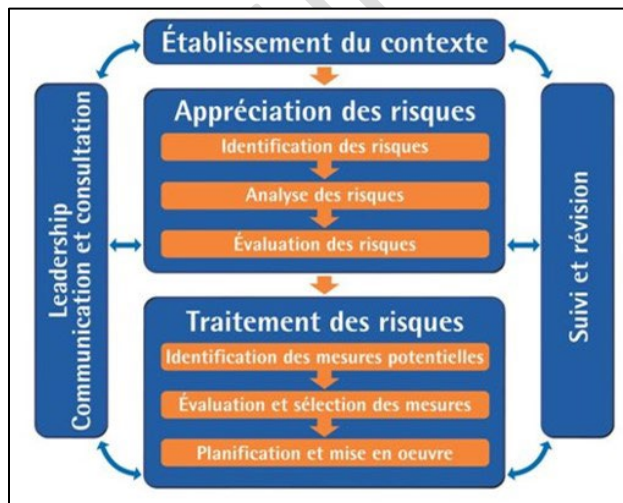 Établissement du contexte
Leadership
Communication et consultation
Appréciation des risques
Identification des risques
Analyse des risques
Évaluation des risques
Traitement des risques
Identification des mesures potentielles
Évaluation et sélection des mesures
Planification et mise en oeuvre
Suivi et révision